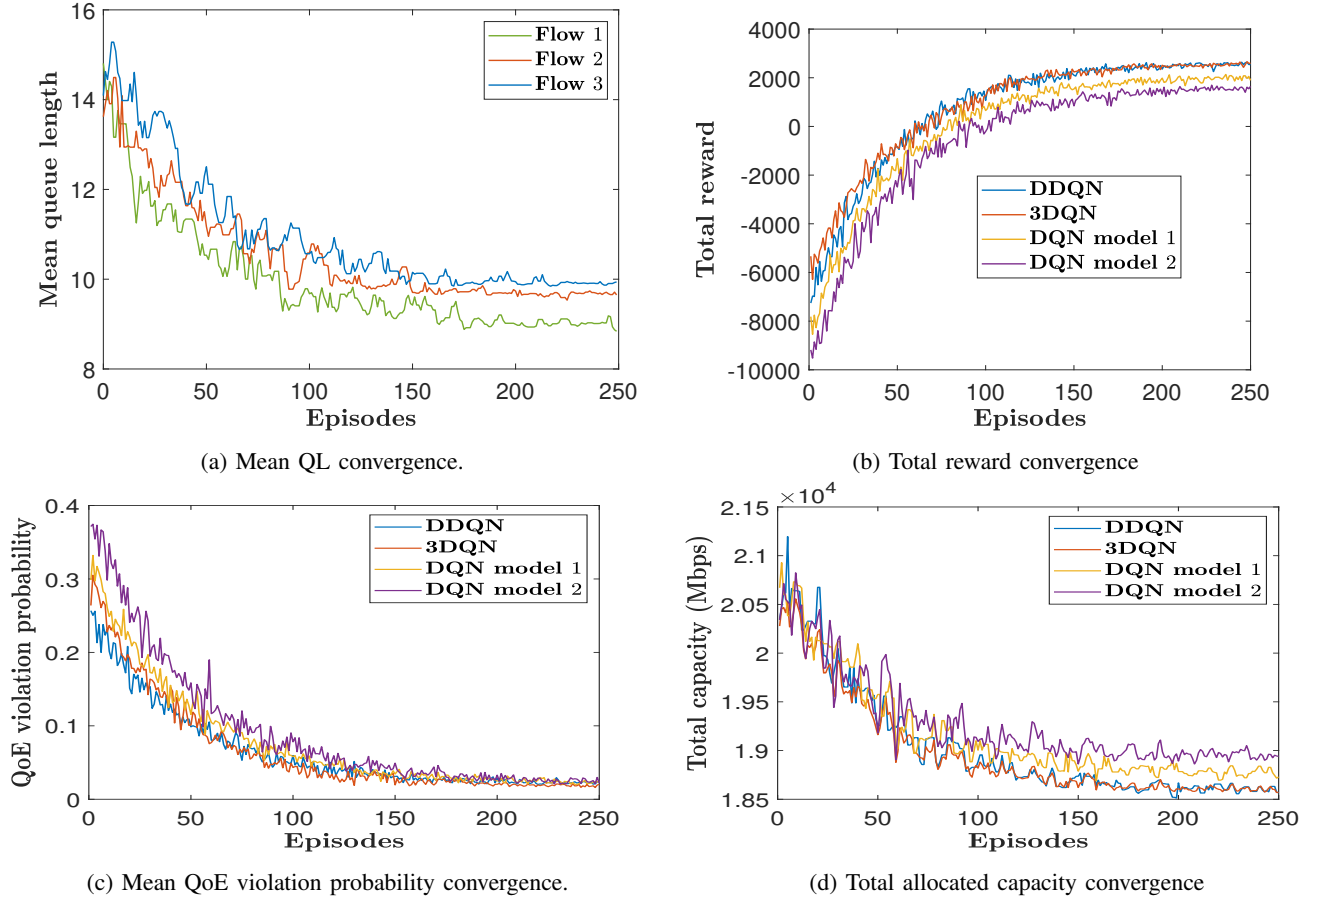 16
14
12
10
8
Mean queue length
Flow 1
Flow 2
Flow 3
0 50 100 150 200 250
Episodes
(a) Mean QL convergence.
4000
2000
0
-2000
-4000
-6000
-8000
-10000
Total reward
DDQN
3DQN
DQN model 1
DQN model 2
0 50 100 150 200 250
Episodes
(b) Total reward convergence
0.4
0.3
0.2
0.1
0
QoE violation probability
DDQN
3DQN
DQN model 1
DQN model 2
0 50 100 150 200 250
Episodes
(c) Mean QoE violation probability convergence.
×10⁴
2.15
2.1
2.05
2
1.95
1.9
1.85
Total capacity (Mbps)
DDQN
3DQN
DQN model 1
DQN model 2
0 50 100 150 200 250
Episodes
(d) Total allocated capacity convergence